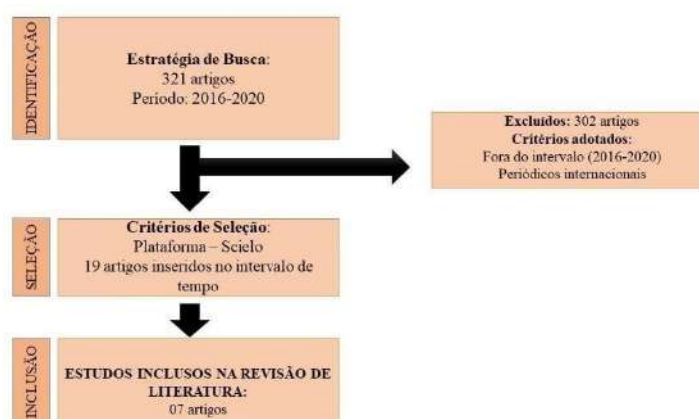 IDENTIFICAÇÃO
Estratégia de Busca:
321 artigos
Período: 2016-2020
Excluídos: 302 artigos
Critérios adotados:
Fora do intervalo (2016-2020)
Periódicos internacionais
SELEÇÃO
Critérios de Seleção:
Plataforma – Scielo
19 artigos inseridos no intervalo de
tempo
INCLUSÃO
ESTUDOS INCLUSOS NA REVISÃO DE
LITERATURA:
07 artigos